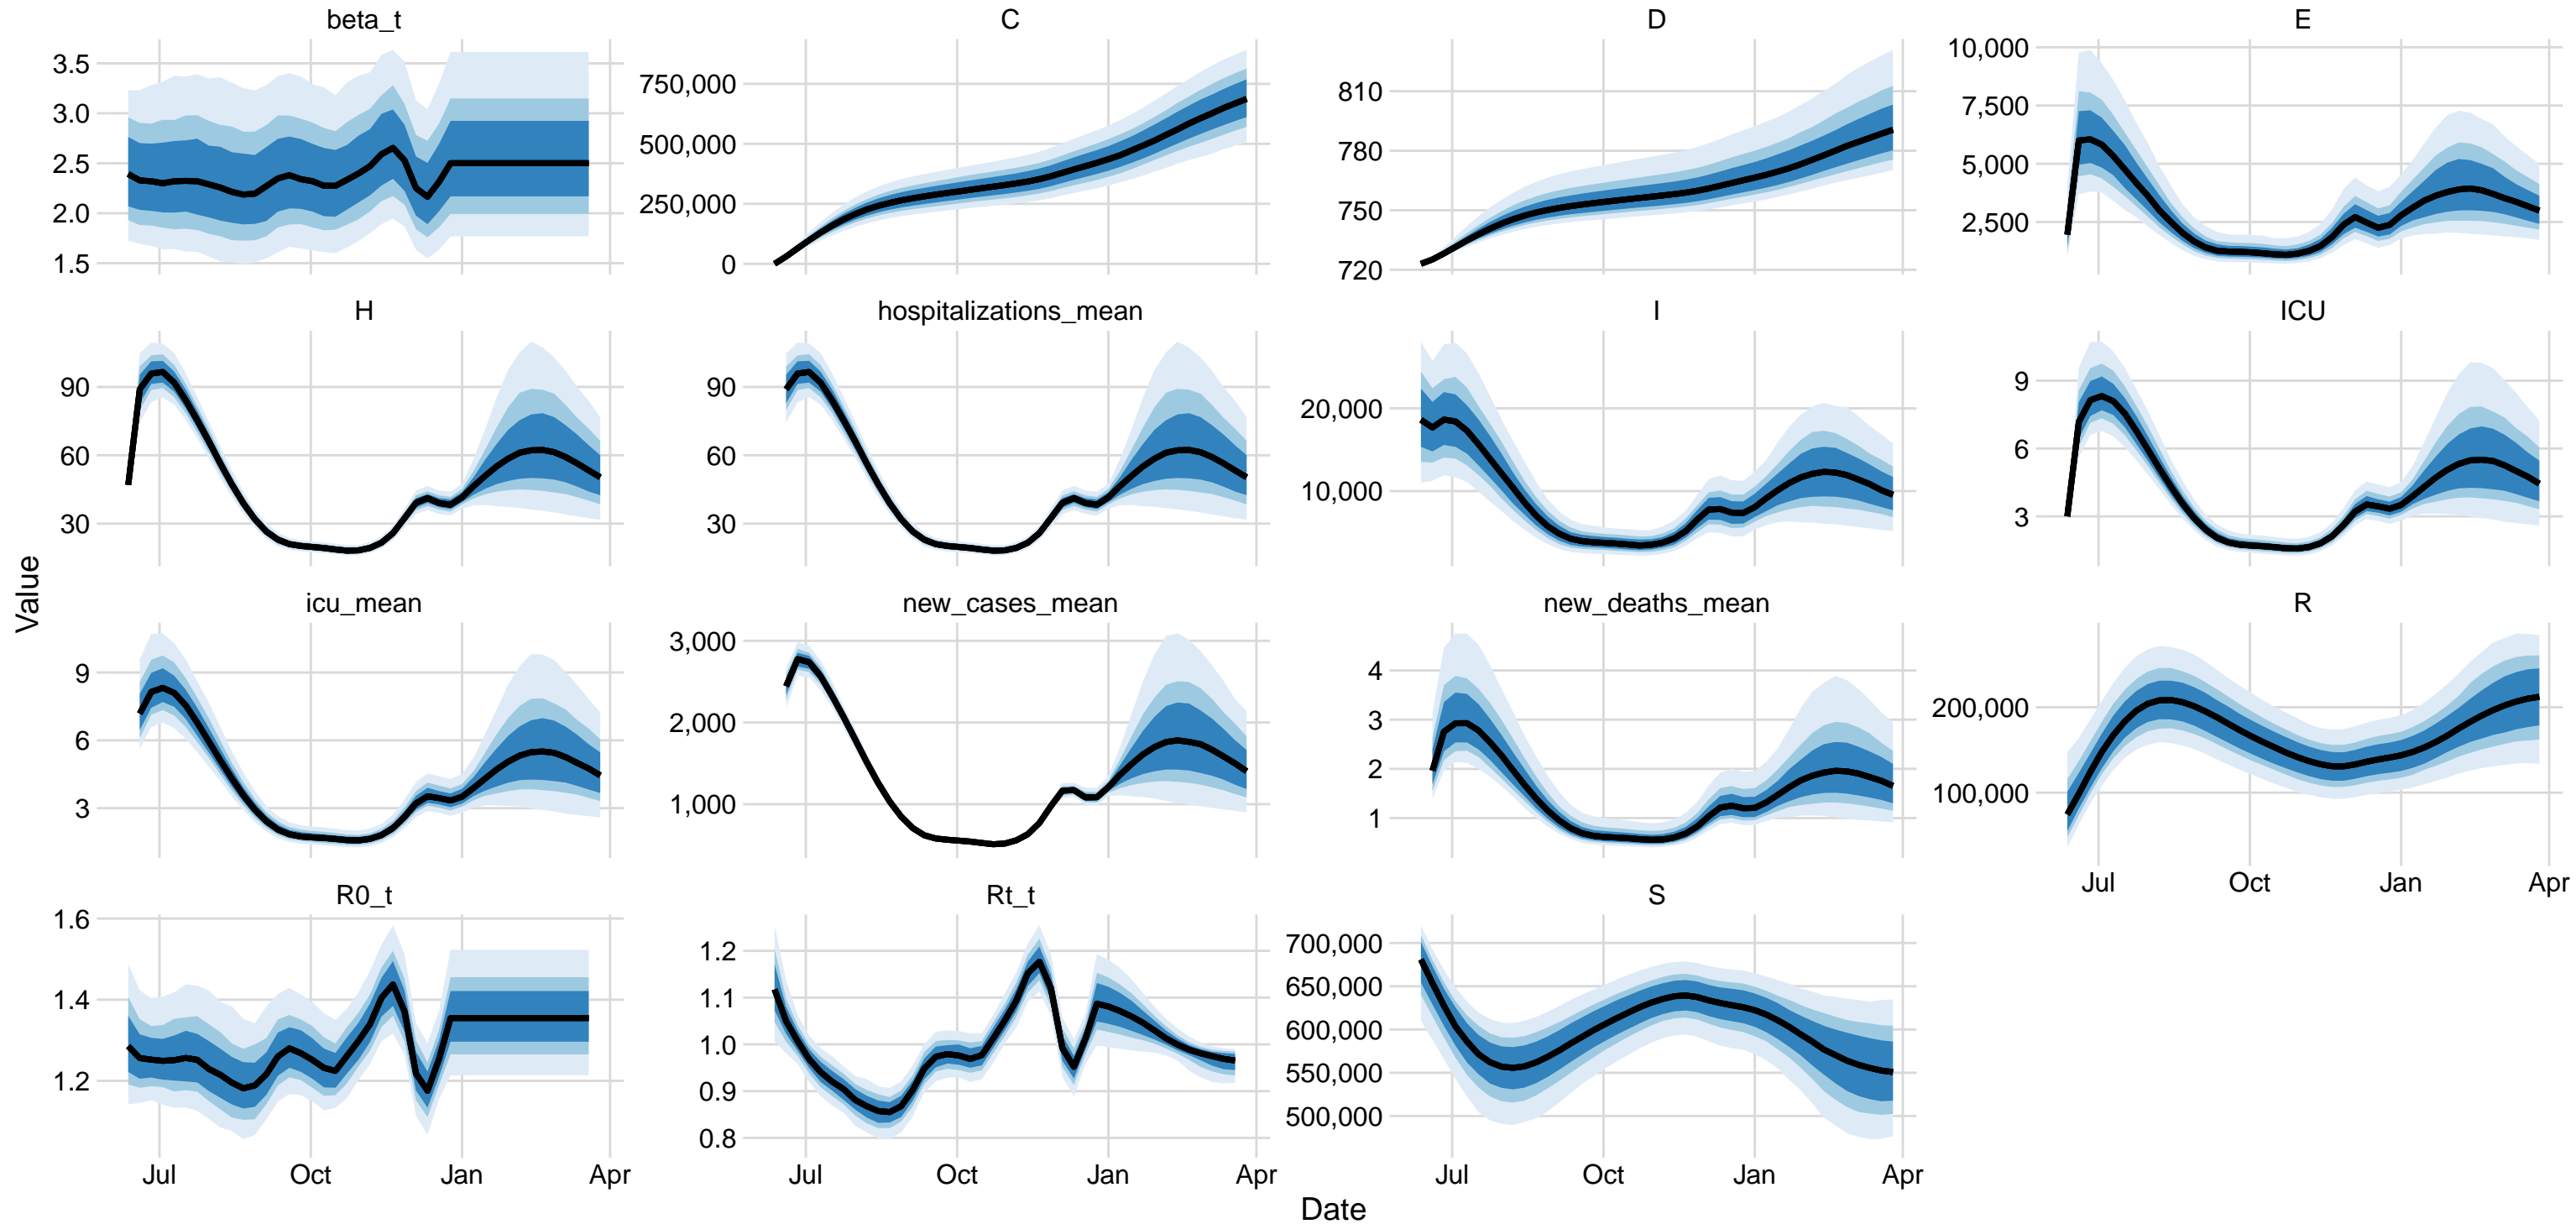 beta_t
C
D
E
3.5
3.0
2.5
2.0
1.5
750,000
500,000
250,000
0
810
780
750
720
10,000
7,500
5,000
2,500
H
hospitalizations_mean
I
ICU
90
60
30
90
60
30
20,000
10,000
9
6
3
Value
icu_mean
new_cases_mean
new_deaths_mean
R
9
6
3
3,000
2,000
1,000
4
3
2
1
200,000
100,000
Jul Oct Jan Apr
R0_t
Rt_t
S
1.6
1.4
1.2
1.2
1.1
1.0
0.9
0.8
700,000
650,000
600,000
550,000
500,000
Jul Oct Jan Apr
Jul Oct Jan Apr
Jul Oct Jan Apr
Date